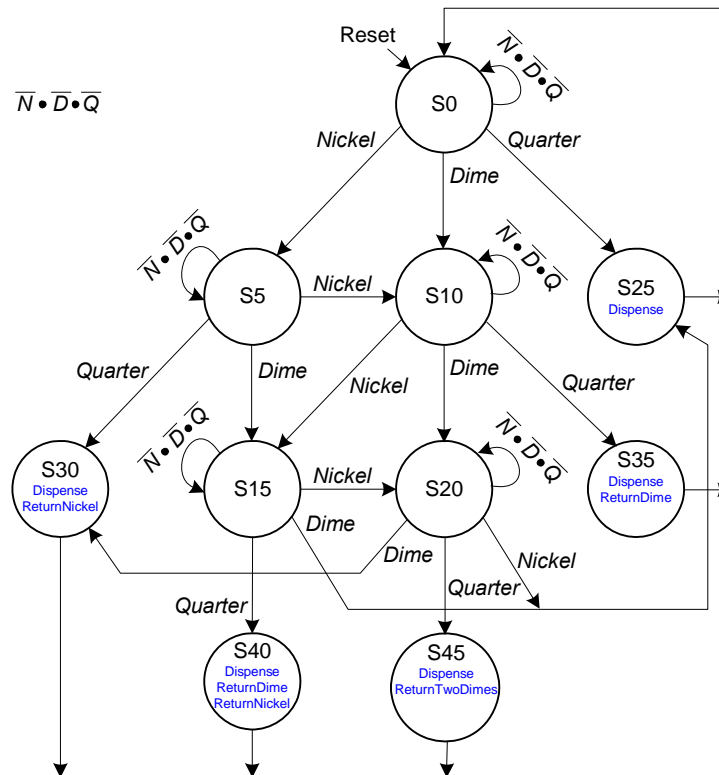 Reset
N̅ • D̅ • Q̅
N̅ • D̅ • Q̅
S0
Nickel
Quarter
Dime
N̅ • D̅ • Q̅
N̅ • D̅ • Q̅
S5
Nickel
S10
S25
Dispense
Quarter
Dime
Nickel
Dime
Quarter
N̅ • D̅ • Q̅
N̅ • D̅ • Q̅
S30
Dispense
ReturnNickel
S15
Nickel
S20
S35
Dispense
ReturnDime
Dime
Dime
Nickel
Quarter
Quarter
S40
Dispense
ReturnDime
ReturnNickel
S45
Dispense
ReturnTwoDimes